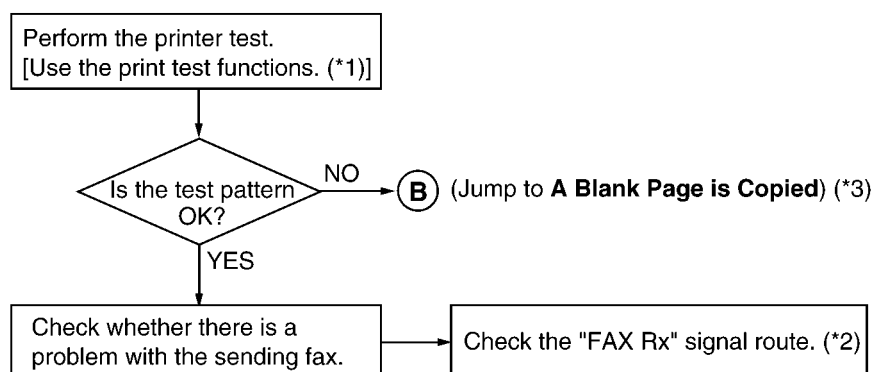 Perform the printer test.
[Use the print test functions. (*1)]
Is the test pattern
OK?
NO
B
(Jump to A Blank Page is Copied) (*3)
YES
Check whether there is a
problem with the sending fax.
Check the "FAX Rx" signal route. (*2)